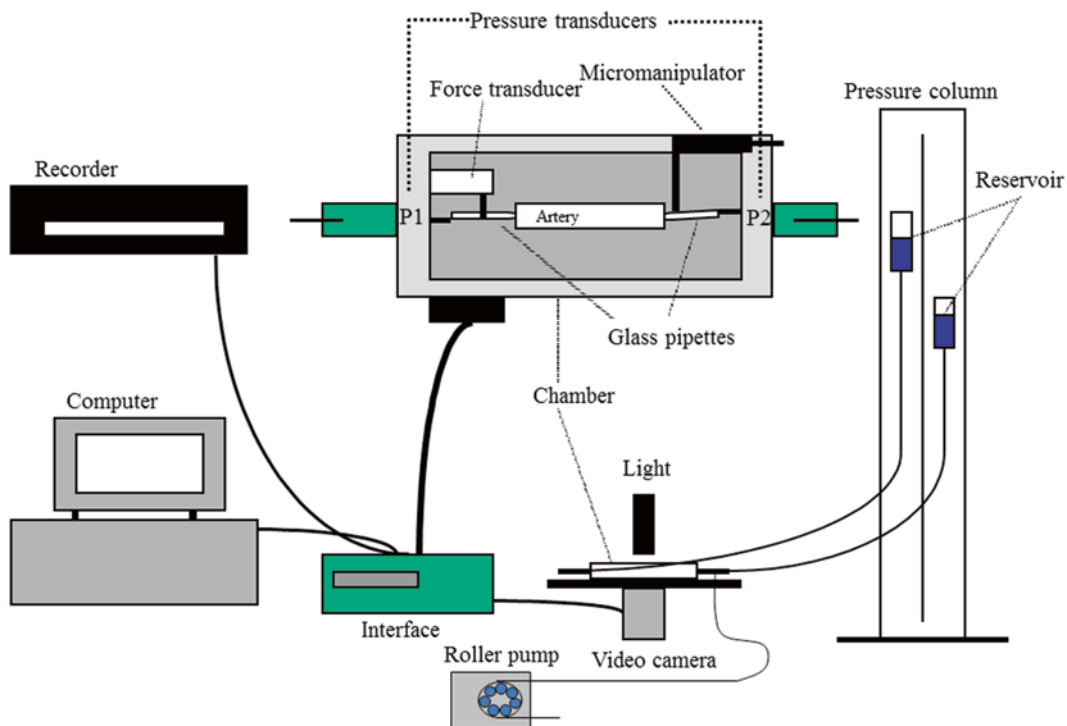 Pressure transducers
Micromanipulator
Force transducer
Pressure column
Recorder
Reservoir
P1
Artery
P2
Glass pipettes
Chamber
Computer
Light
Interface
Video camera
Roller pump